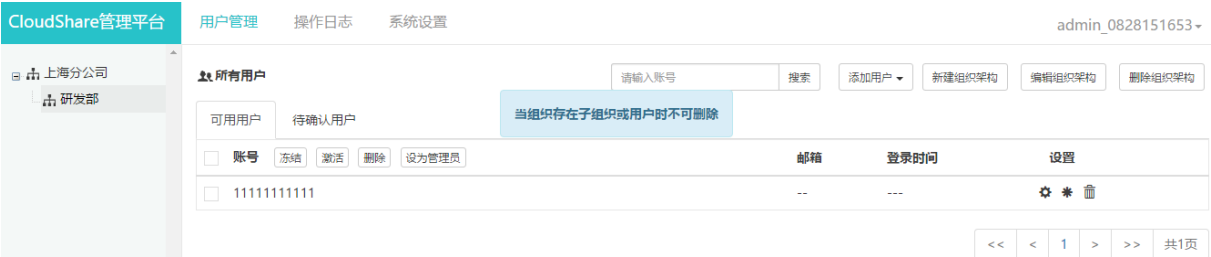 CloudShare管理平台 用户管理 操作日志 系统设置 admin_0828151653
上海分公司
研发部
所有用户 请输入账号 搜索 添加用户 新建组织架构 编辑组织架构 删除组织架构
当组织存在子组织或用户时不可删除
可用用户 待确认用户
账号 冻结 激活 删除 设为管理员 邮箱 登录时间 设置
11111111111 -- ---
<< < 1 > >> 共1页